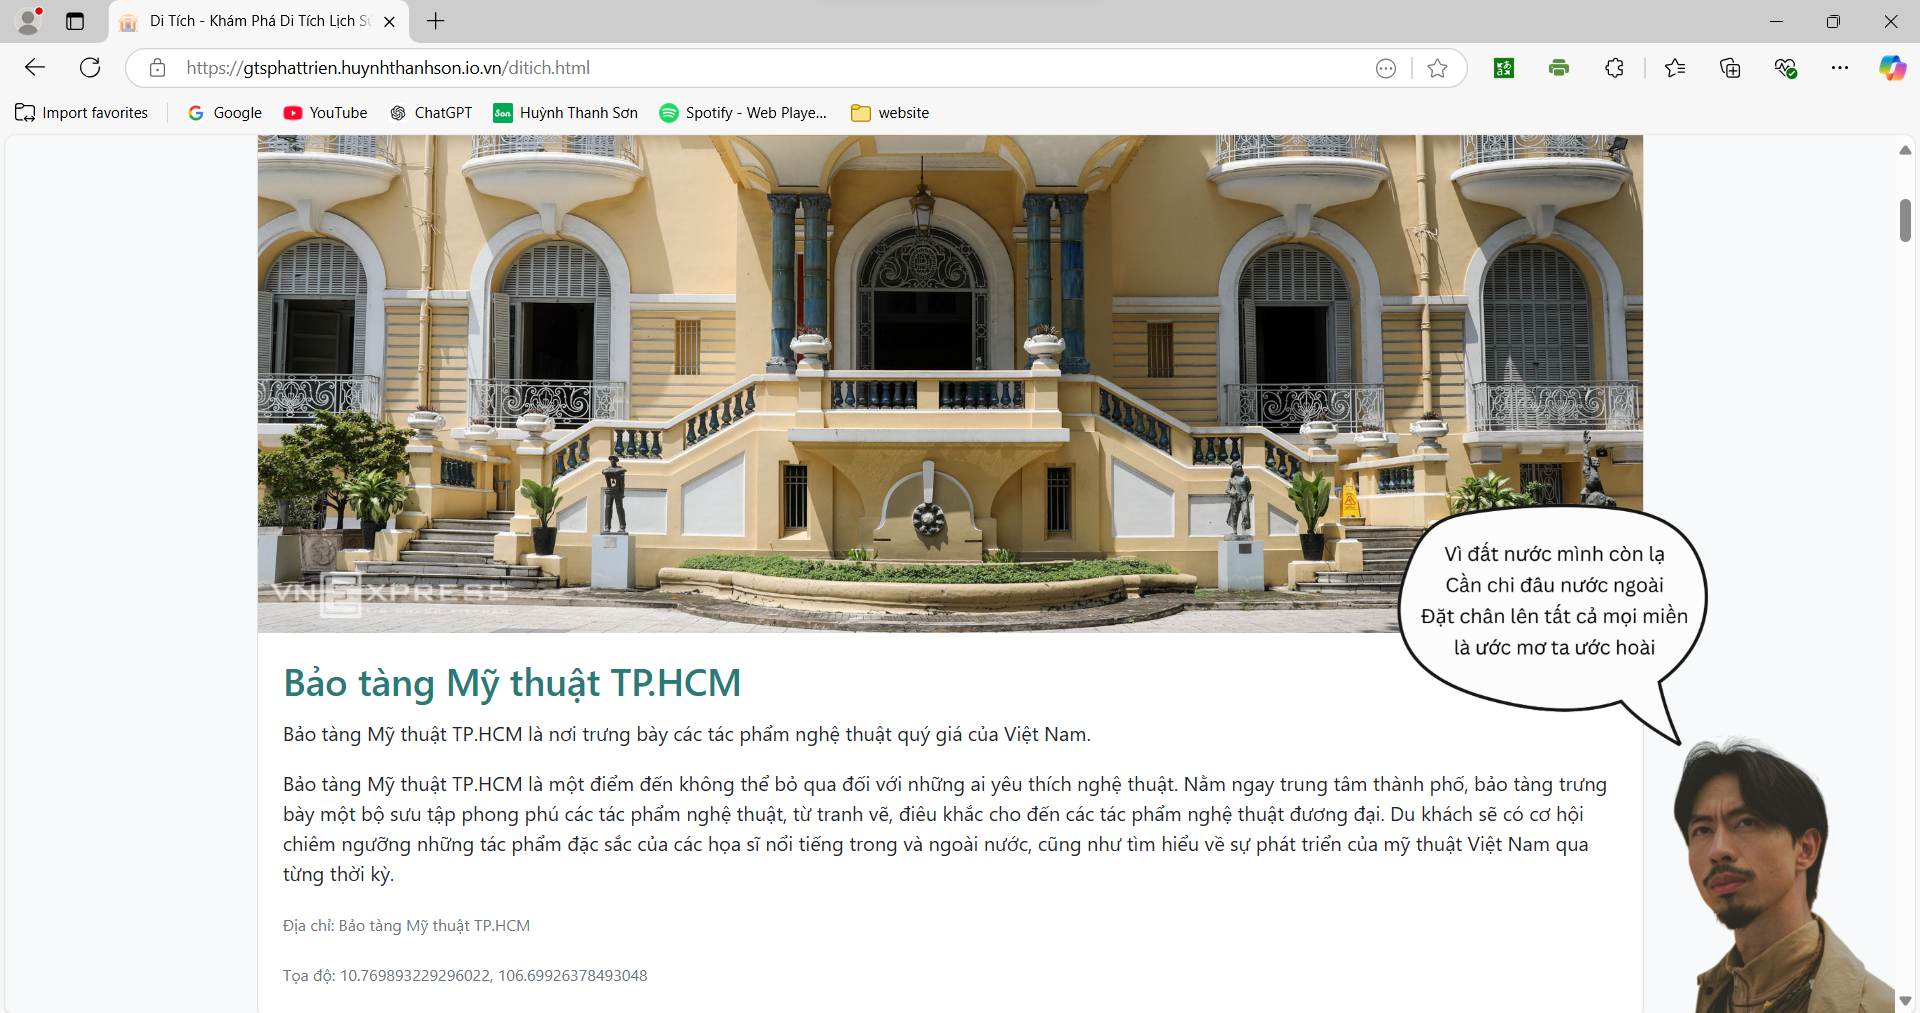 Di Tích - Khám Phá Di Tích Lịch Sử
https://gtsphattrien.huynhthanhson.io.vn/ditich.html
Import favorites
Google
YouTube
ChatGPT
Son
Huỳnh Thanh Sơn
Spotify - Web Playe...
website
VNEXPRESS
Vì đất nước mình còn lạ
Cần chi đâu nước ngoài
Đặt chân lên tất cả mọi miền
là ước mơ ta ước hoài
Bảo tàng Mỹ thuật TP.HCM
Bảo tàng Mỹ thuật TP.HCM là nơi trưng bày các tác phẩm nghệ thuật quý giá của Việt Nam.
Bảo tàng Mỹ thuật TP.HCM là một điểm đến không thể bỏ qua đối với những ai yêu thích nghệ thuật. Nằm ngay trung tâm thành phố, bảo tàng trưng
bày một bộ sưu tập phong phú các tác phẩm nghệ thuật, từ tranh vẽ, điêu khắc cho đến các tác phẩm nghệ thuật đương đại. Du khách sẽ có cơ hội
chiêm ngưỡng những tác phẩm đặc sắc của các họa sĩ nổi tiếng trong và ngoài nước, cũng như tìm hiểu về sự phát triển của mỹ thuật Việt Nam qua
từng thời kỳ.
Địa chỉ: Bảo tàng Mỹ thuật TP.HCM
Tọa độ: 10.769893229296022, 106.69926378493048